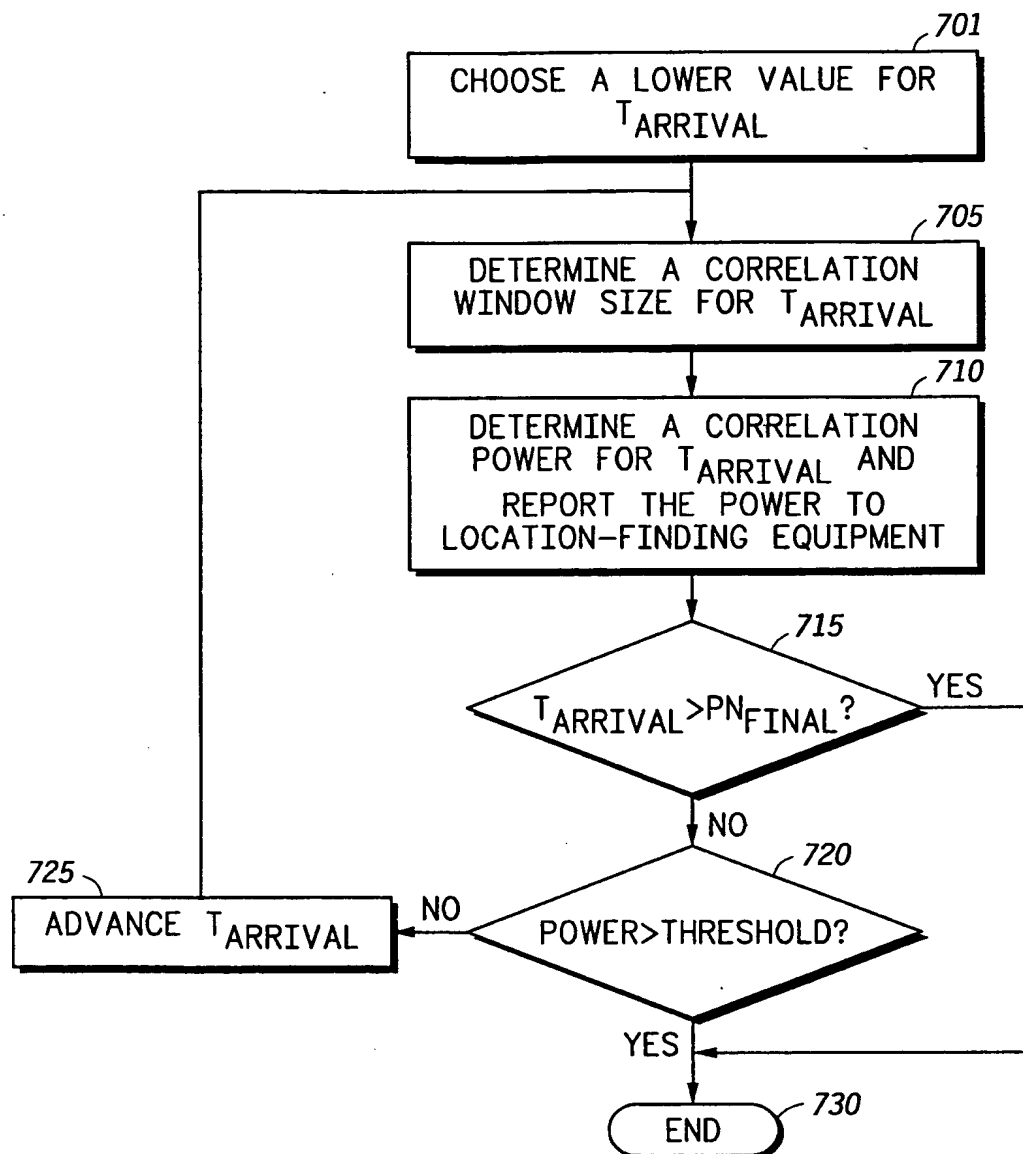 701
CHOOSE A LOWER VALUE FOR
TARRIVAL
705
DETERMINE A CORRELATION
WINDOW SIZE FOR TARRIVAL
710
DETERMINE A CORRELATION
POWER FOR TARRIVAL AND
REPORT THE POWER TO
LOCATION-FINDING EQUIPMENT
715
TARRIVAL>PNFINAL?
YES
NO
720
POWER>THRESHOLD?
NO
725
ADVANCE TARRIVAL
YES
730
END